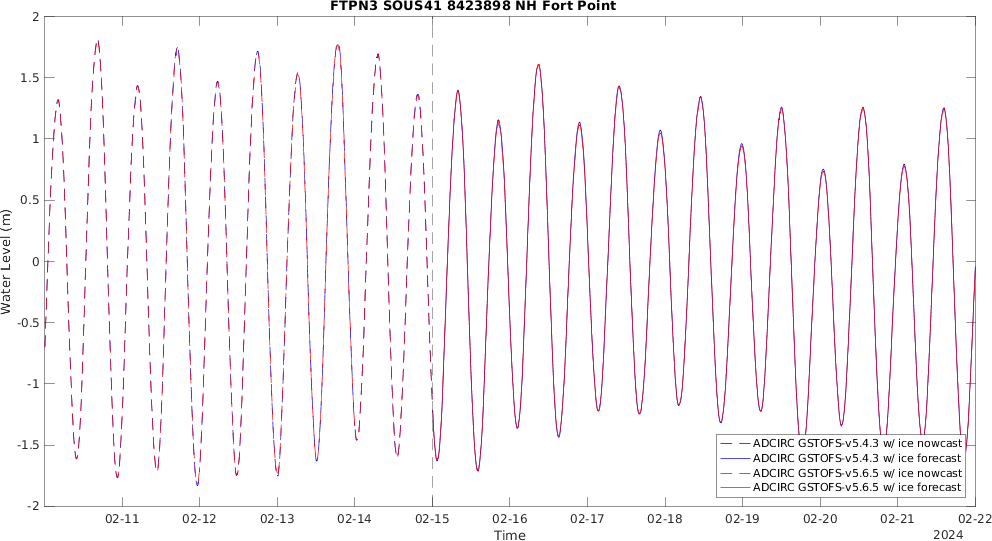 FTPN3 SOUS41 8423898 NH Fort Point
Water Level (m)
2
1.5
1
0.5
0
-0.5
-1
-1.5
-2
ADCIRC GSTOFS-v5.4.3 w/ ice nowcast
ADCIRC GSTOFS-v5.4.3 w/ ice forecast
ADCIRC GSTOFS-v5.6.5 w/ ice nowcast
ADCIRC GSTOFS-v5.6.5 w/ ice forecast
02-11 02-12 02-13 02-14 02-15 02-16 02-17 02-18 02-19 02-20 02-21 02-22
Time
2024